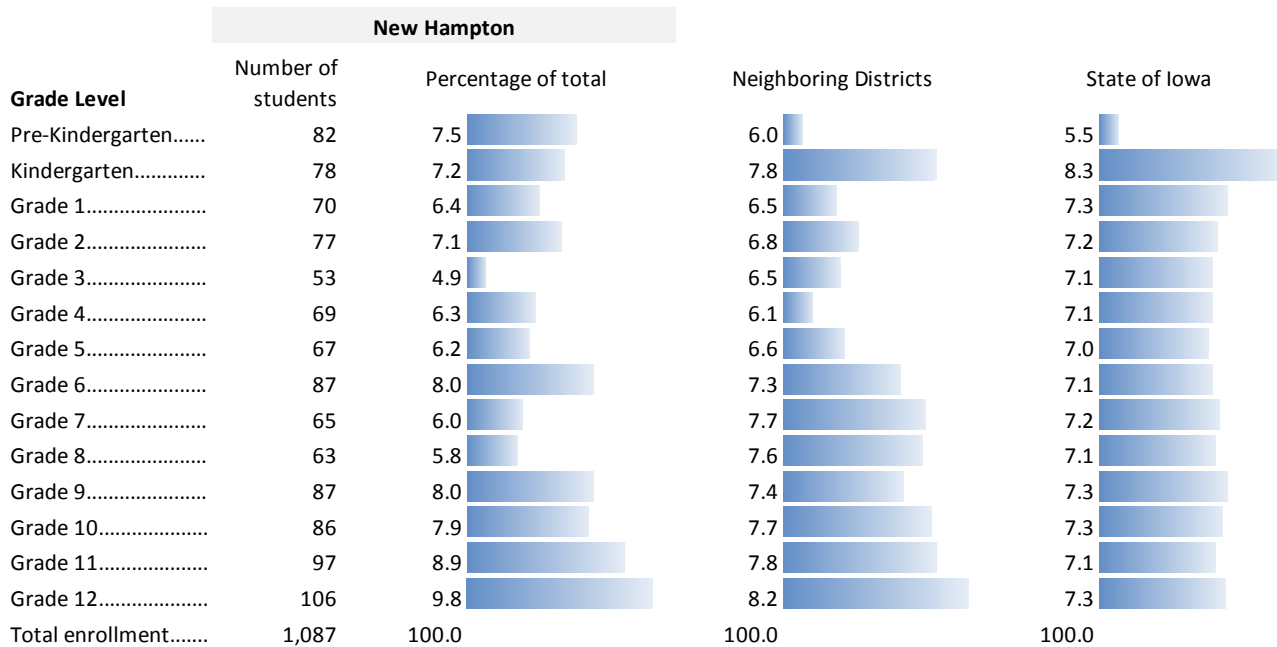 New Hampton
Grade Level Number of students Percentage of total Neighboring Districts State of Iowa
Pre-Kindergarten...... 82 7.5 6.0 5.5
Kindergarten............. 78 7.2 7.8 8.3
Grade 1....................... 70 6.4 6.5 7.3
Grade 2....................... 77 7.1 6.8 7.2
Grade 3....................... 53 4.9 6.5 7.1
Grade 4....................... 69 6.3 6.1 7.1
Grade 5....................... 67 6.2 6.6 7.0
Grade 6....................... 87 8.0 7.3 7.1
Grade 7....................... 65 6.0 7.7 7.2
Grade 8....................... 63 5.8 7.6 7.1
Grade 9....................... 87 8.0 7.4 7.3
Grade 10..................... 86 7.9 7.7 7.3
Grade 11..................... 97 8.9 7.8 7.1
Grade 12..................... 106 9.8 8.2 7.3
Total enrollment....... 1,087 100.0 100.0 100.0